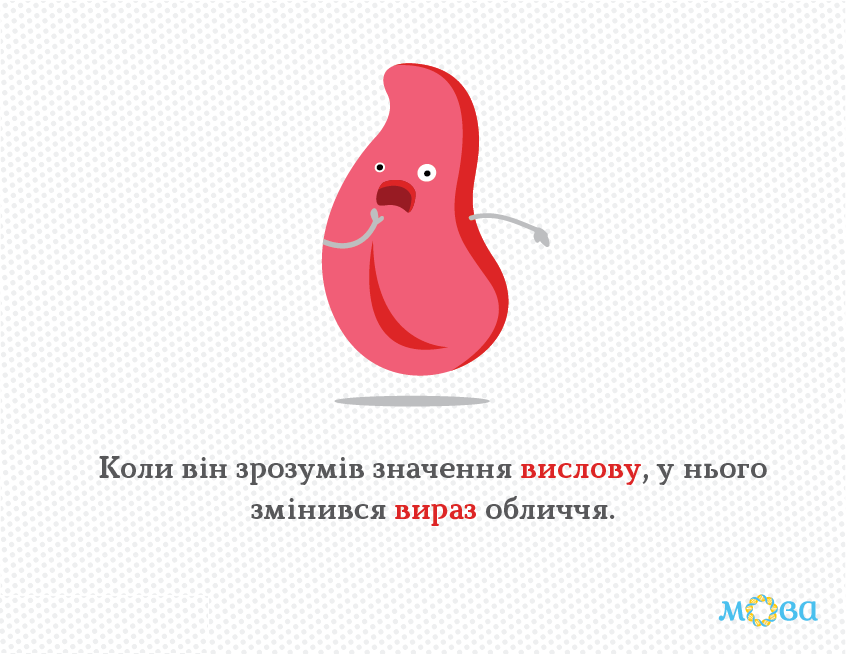 Коли він зрозумів значення вислову, у нього
змінився вираз обличчя.
мова